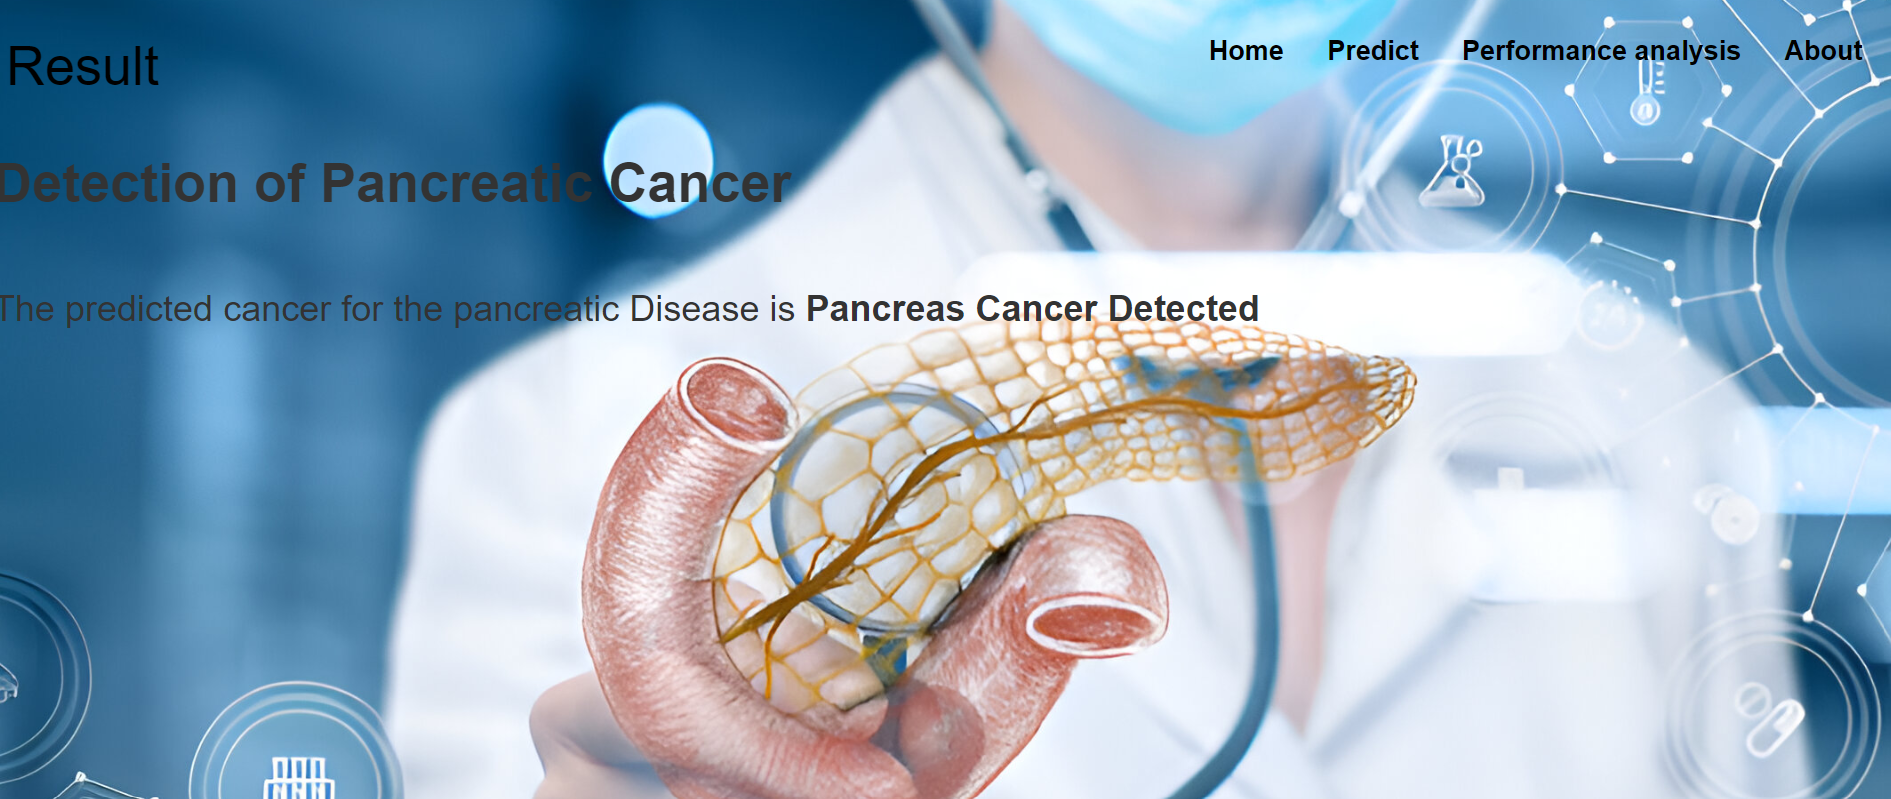 Result
Home Predict Performance analysis About
Detection of Pancreatic Cancer
The predicted cancer for the pancreatic Disease is Pancreas Cancer Detected